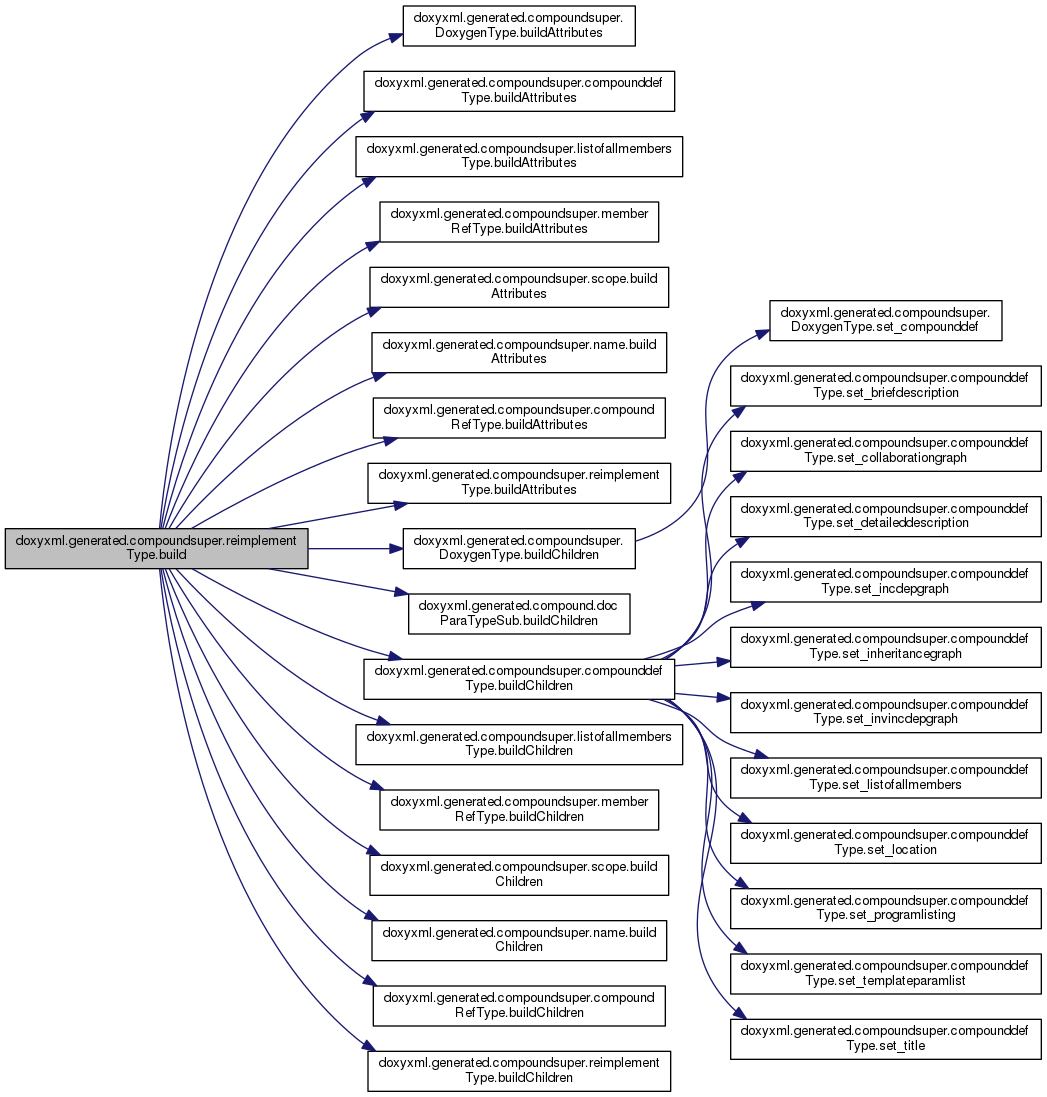 doxyxml.generated.compoundsuper.reimplement
Type.build
doxyxml.generated.compoundsuper.
DoxygenType.buildAttributes
doxyxml.generated.compoundsuper.compounddef
Type.buildAttributes
doxyxml.generated.compoundsuper.listofallmembers
Type.buildAttributes
doxyxml.generated.compoundsuper.member
RefType.buildAttributes
doxyxml.generated.compoundsuper.scope.build
Attributes
doxyxml.generated.compoundsuper.name.build
Attributes
doxyxml.generated.compoundsuper.compound
RefType.buildAttributes
doxyxml.generated.compoundsuper.reimplement
Type.buildAttributes
doxyxml.generated.compoundsuper.
DoxygenType.buildChildren
doxyxml.generated.compound.doc
ParaTypeSub.buildChildren
doxyxml.generated.compoundsuper.compounddef
Type.buildChildren
doxyxml.generated.compoundsuper.listofallmembers
Type.buildChildren
doxyxml.generated.compoundsuper.member
RefType.buildChildren
doxyxml.generated.compoundsuper.scope.build
Children
doxyxml.generated.compoundsuper.name.build
Children
doxyxml.generated.compoundsuper.compound
RefType.buildChildren
doxyxml.generated.compoundsuper.reimplement
Type.buildChildren
doxyxml.generated.compoundsuper.
DoxygenType.set_compounddef
doxyxml.generated.compoundsuper.compounddef
Type.set_briefdescription
doxyxml.generated.compoundsuper.compounddef
Type.set_collaborationgraph
doxyxml.generated.compoundsuper.compounddef
Type.set_detaileddescription
doxyxml.generated.compoundsuper.compounddef
Type.set_incdepgraph
doxyxml.generated.compoundsuper.compounddef
Type.set_inheritancegraph
doxyxml.generated.compoundsuper.compounddef
Type.set_invincdepgraph
doxyxml.generated.compoundsuper.compounddef
Type.set_listofallmembers
doxyxml.generated.compoundsuper.compounddef
Type.set_location
doxyxml.generated.compoundsuper.compounddef
Type.set_programlisting
doxyxml.generated.compoundsuper.compounddef
Type.set_templateparamlist
doxyxml.generated.compoundsuper.compounddef
Type.set_title